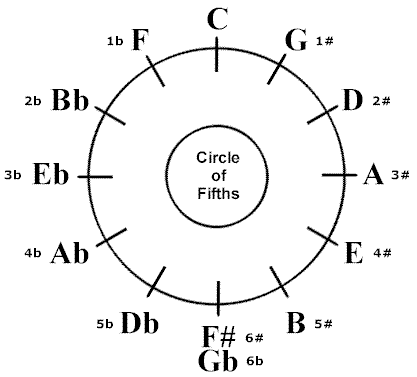 C
1b F
G 1#
2b Bb
D 2#
Circle
of
Fifths
3b Eb
A 3#
4b Ab
E 4#
5b Db
B 5#
F# 6#
Gb 6b